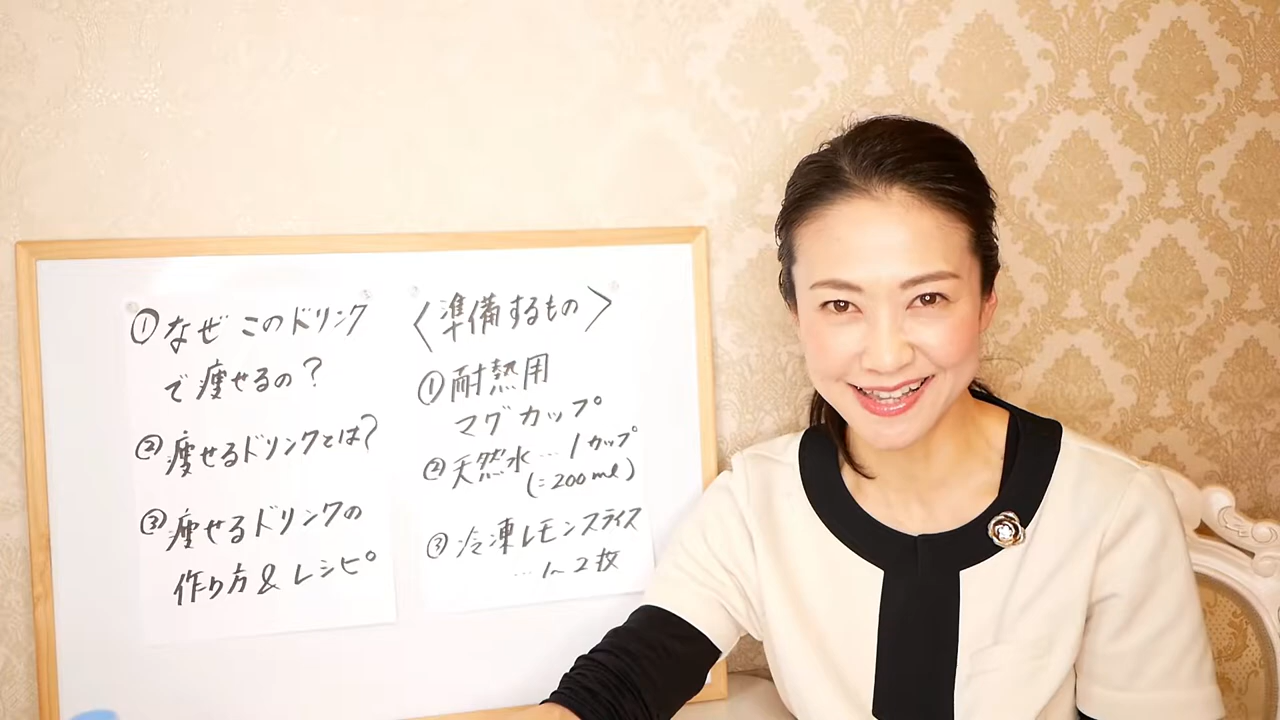 ①なぜこのドリンク
で痩せるの？
②痩せるドリンクとは？
③痩せるドリンクの
作り方&レシピ
〈準備するもの〉
①耐熱用
マグカップ
②天然水…1カップ
(=200ml)
③冷凍レモンスライス
…1〜2枚